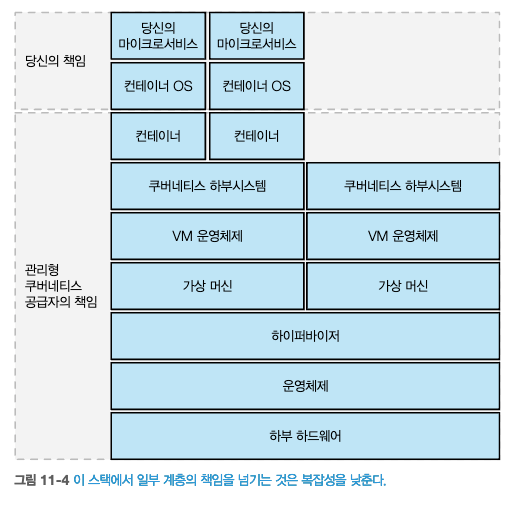 당신의 책임
당신의
마이크로서비스
당신의
마이크로서비스
컨테이너 OS
컨테이너 OS
관리형
쿠버네티스
공급자의 책임
컨테이너
컨테이너
쿠버네티스 하부시스템
쿠버네티스 하부시스템
VM 운영체제
VM 운영체제
가상 머신
가상 머신
하이퍼바이저
운영체제
하부 하드웨어
그림 11-4 이 스택에서 일부 계층의 책임을 넘기는 것은 복잡성을 낮춘다.